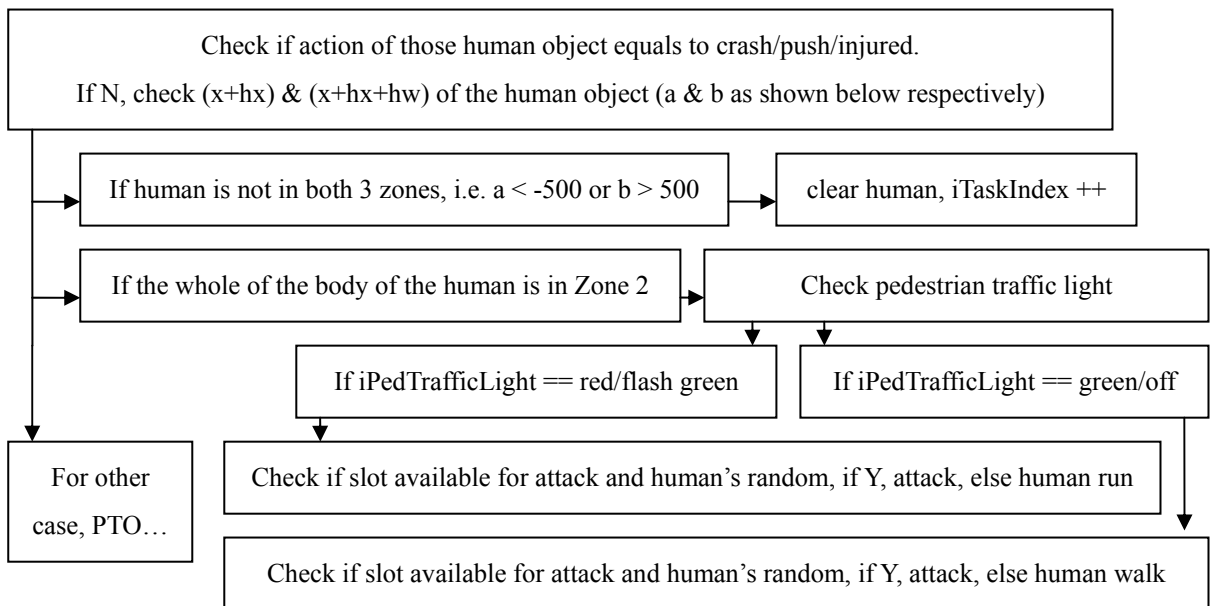 Check if action of those human object equals to crash/push/injured.
If N, check (x+hx) & (x+hx+hw) of the human object (a & b as shown below respectively)
If human is not in both 3 zones, i.e. a < -500 or b > 500
clear human, iTaskIndex ++
If the whole of the body of the human is in Zone 2
Check pedestrian traffic light
If iPedTrafficLight == red/flash green
If iPedTrafficLight == green/off
For other
case, PTO…
Check if slot available for attack and human’s random, if Y, attack, else human run
Check if slot available for attack and human’s random, if Y, attack, else human walk